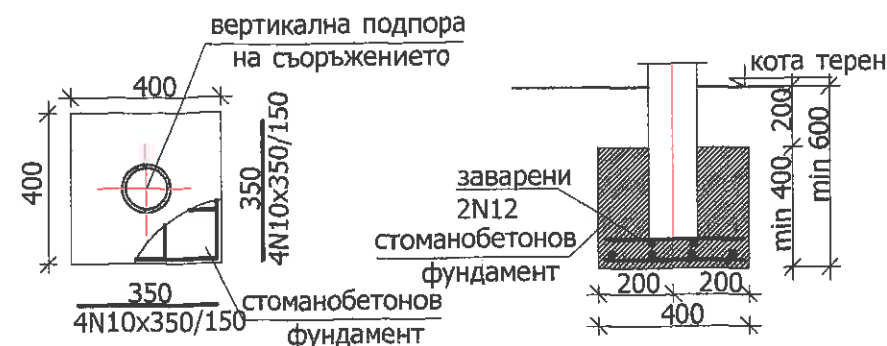 вертикална подпора
на съоръжението
400
400
350
4N10x350/150
350
4N10x350/150
стоманобетонов
фундамент
кота терен
200
min 400
min 600
заварени
2N12
стоманобетонов
фундамент
200
200
400